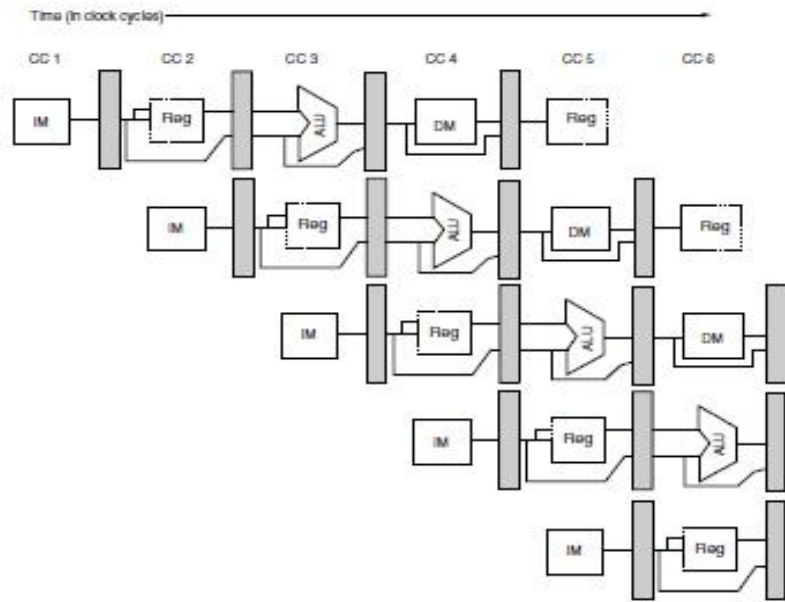 Time (in clock cycles)
CC 1 CC 2 CC 3 CC 4 CC 5 CC 6
IM Reg ALU DM Reg
IM Reg ALU DM Reg
IM Reg ALU DM
IM Reg ALU
IM Reg